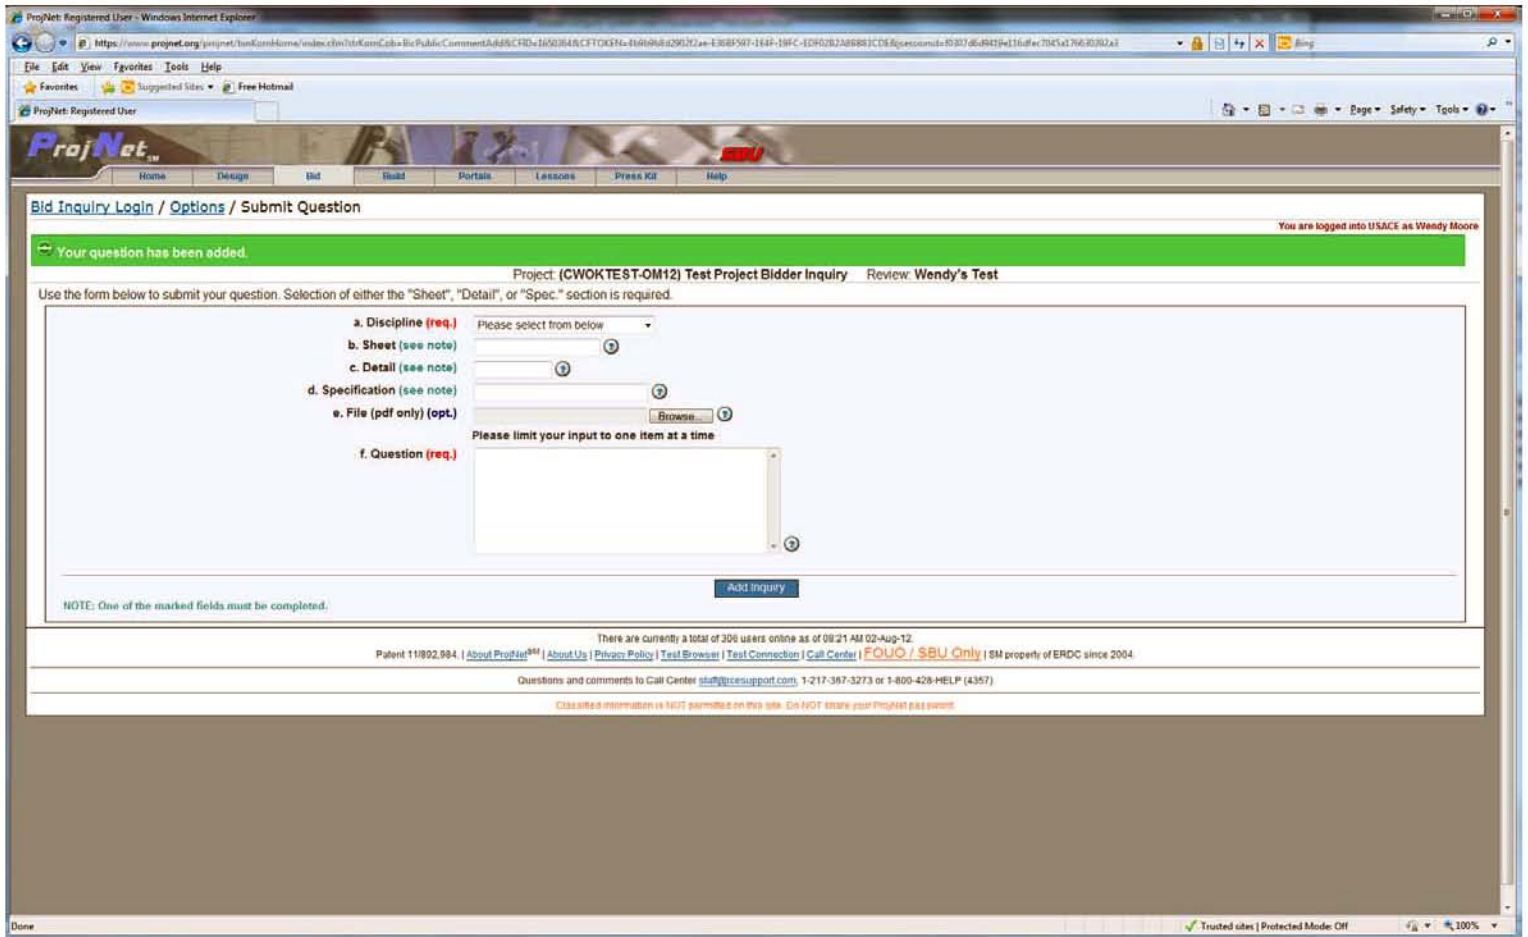 ProjNet: Registered User - Windows Internet Explorer
Bing
File Edit View Favorites Tools Help
Favorites Suggested Sites Free Hotmail
ProjNet: Registered User
Page Safety Tools
ProjNet SM
SBU
Home Design Bid Build Portals Lessons Press Kit Help
Bid Inquiry Login / Options / Submit Question
You are logged into USACE as Wendy Moore
Your question has been added.
Project: (CWOKTEST-OM12) Test Project Bidder Inquiry Review: Wendy's Test
Use the form below to submit your question. Selection of either the "Sheet", "Detail", or "Spec." section is required.
a. Discipline (req.) Please select from below
b. Sheet (see note)
c. Detail (see note)
d. Specification (see note)
e. File (pdf only) (opt.) Browse...
Please limit your input to one item at a time
f. Question (req.)
Add Inquiry
NOTE: One of the marked fields must be completed.
There are currently a total of 306 users online as of 09:21 AM 02-Aug-12.
Patent 11/892,984. | About ProjNetSM | About Us | Privacy Policy | Test Browser | Test Connection | Call Center | FOUO / SBU Only | SM property of ERDC since 2004.
Questions and comments to Call Center staff@rcesupport.com, 1-217-367-3273 or 1-800-428-HELP (4357)
Classified information is NOT permitted on this site. Do NOT share your ProjNet password.
Done Trusted sites | Protected Mode: Off 100%